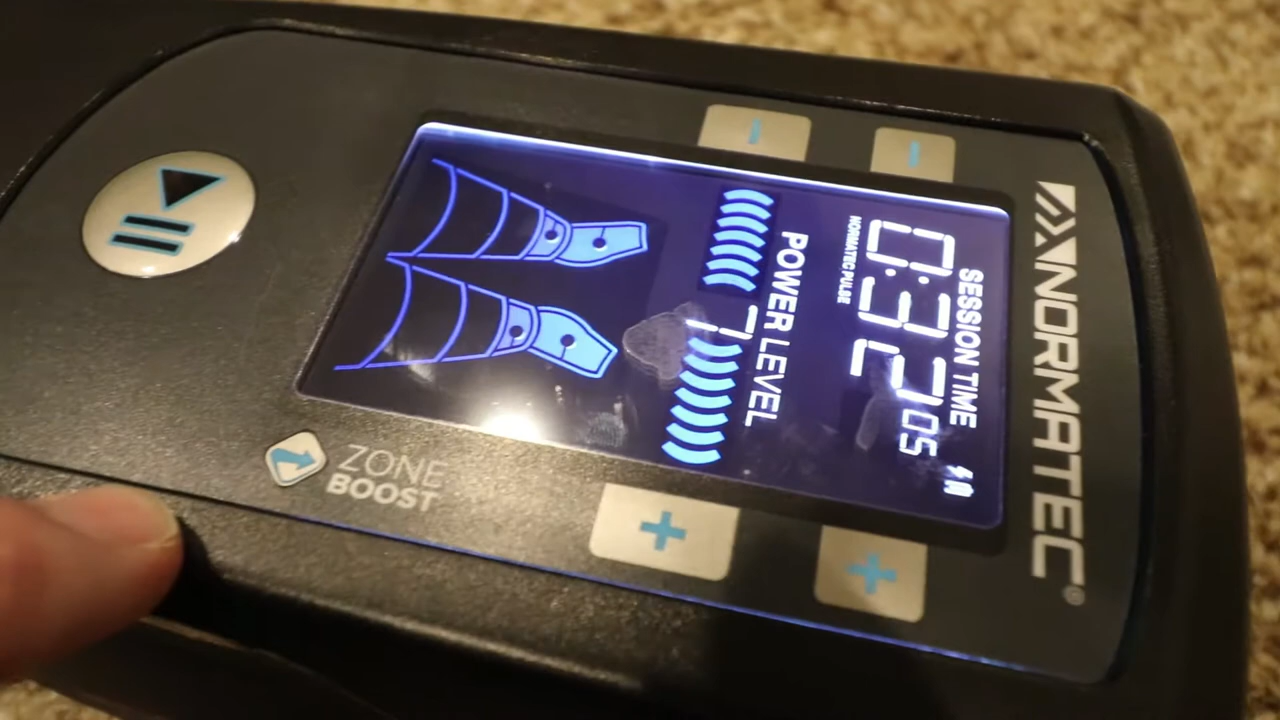 NORMATEC®
SESSION TIME
0:32 05
NORMATEC PULSE
POWER LEVEL
7
ZONE
BOOST